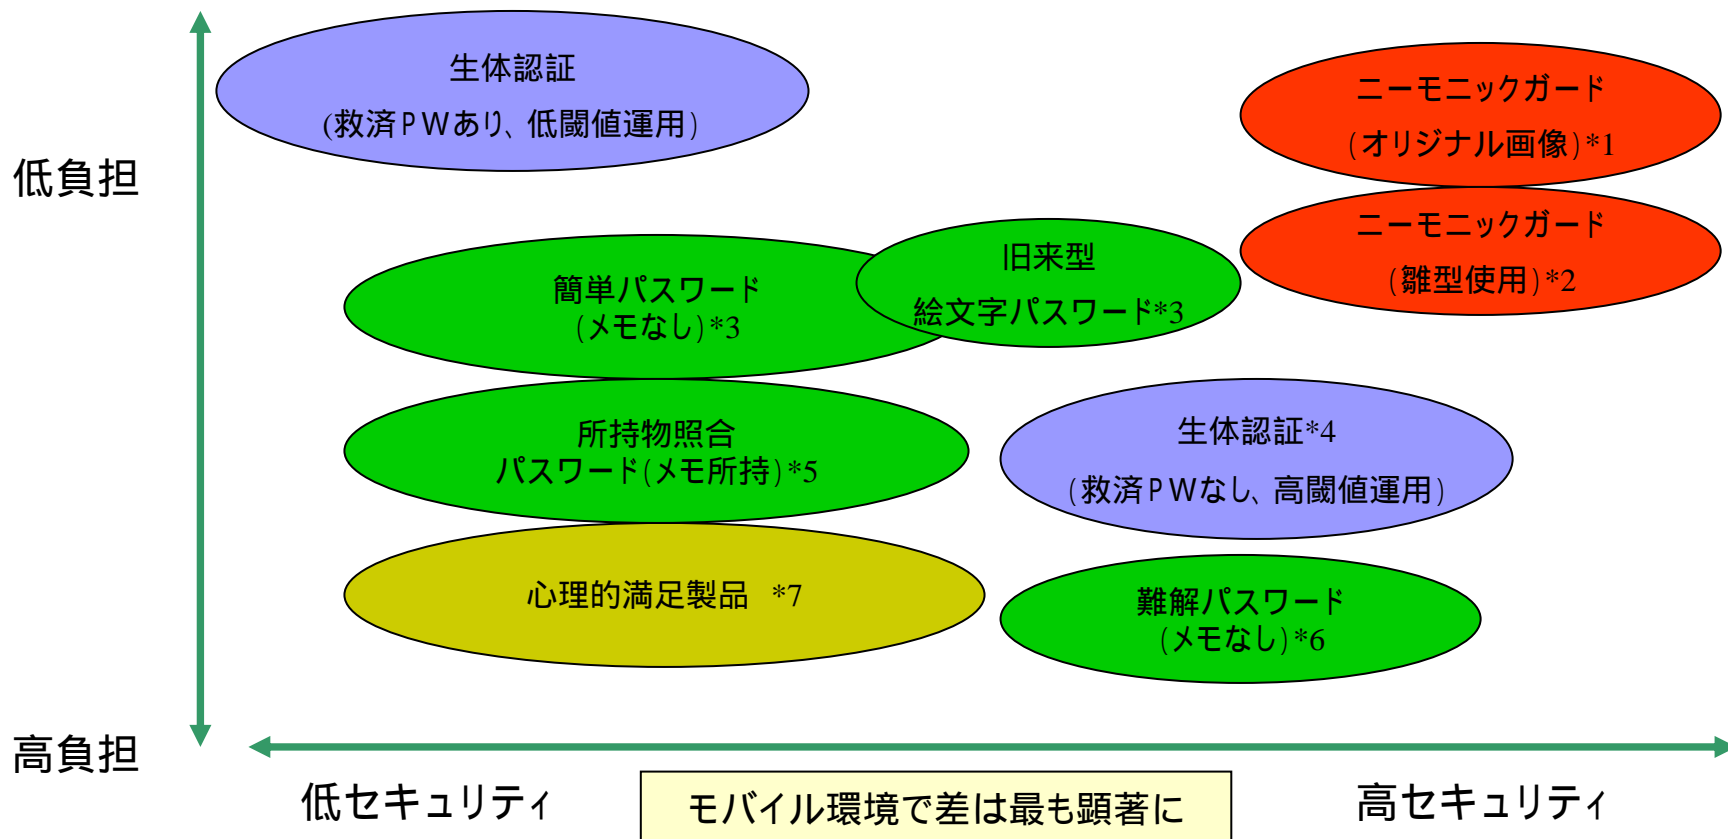 生体認証
(救済PWあり、低閾値運用)
ニーモニックガード
(オリジナル画像)*1
低負担
ニーモニックガード
(雛型使用)*2
旧来型
絵文字パスワード*3
簡単パスワード
(メモなし)*3
所持物照合
パスワード(メモ所持)*5
生体認証*4
(救済PWなし、高閾値運用)
心理的満足製品 *7
難解パスワード
(メモなし)*6
高負担
低セキュリティ
モバイル環境で差は最も顕著に
高セキュリティ